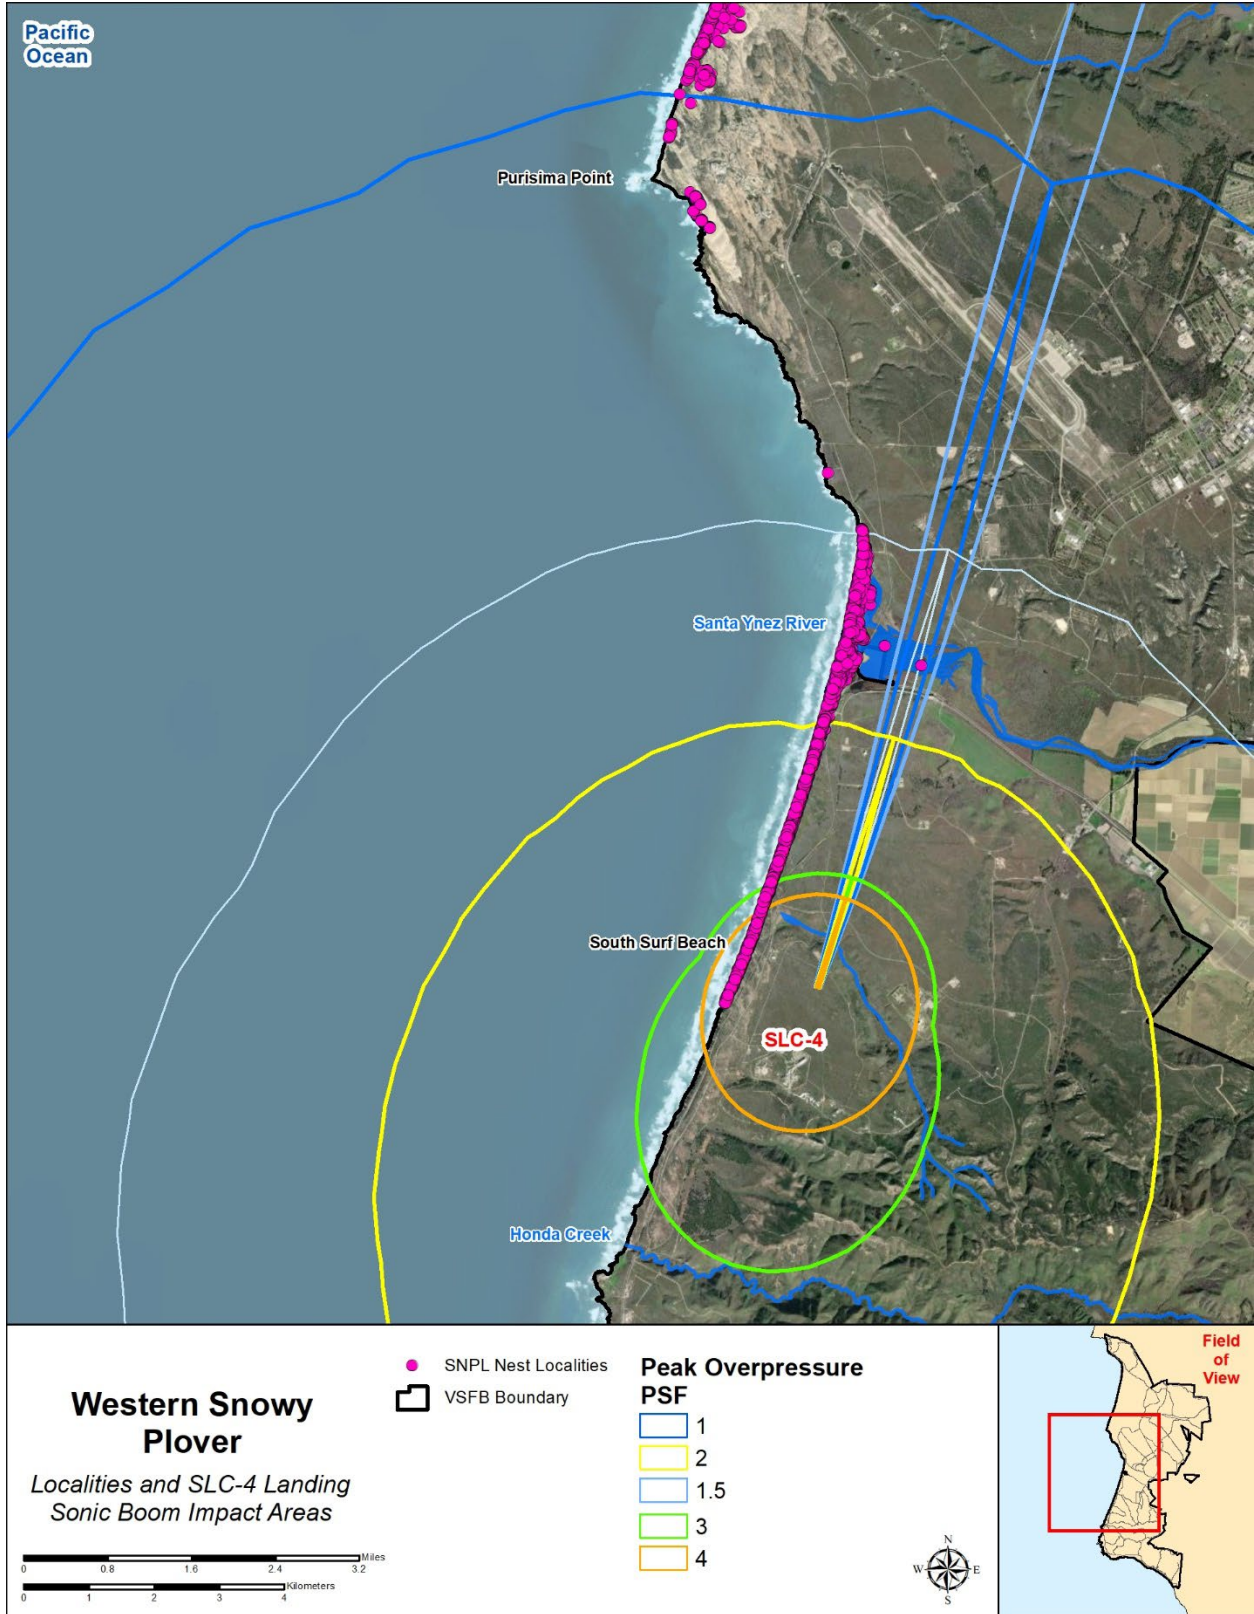 Pacific
Ocean
Purisima Point
Santa Ynez River
South Surf Beach
SLC-4
Honda Creek
Western Snowy
Plover
Localities and SLC-4 Landing
Sonic Boom Impact Areas
0 0.8 1.6 2.4 3.2 Miles
0 1 2 3 4 Kilometers
SNPL Nest Localities
VSFB Boundary
Peak Overpressure
PSF
1
2
1.5
3
4
N
W E
S
Field
of
View